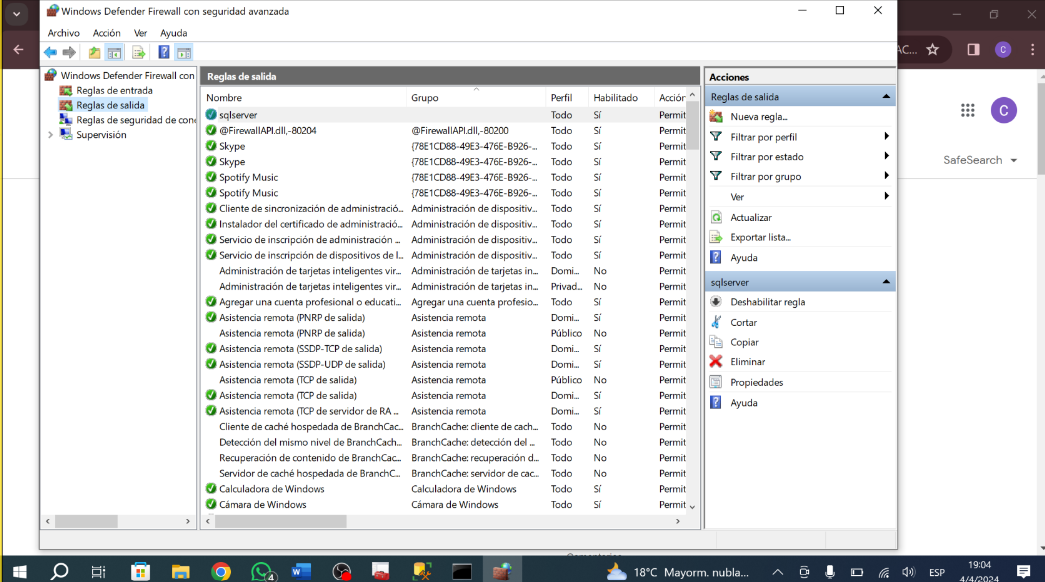 Windows Defender Firewall con seguridad avanzada
Archivo Acción Ver Ayuda
Windows Defender Firewall con
Reglas de entrada
Reglas de salida
Reglas de seguridad de con
Supervisión
Reglas de salida
Nombre Grupo Perfil Habilitado Acción
sqlserver Todo Sí Permit
@FirewallAPI.dll,-80204 @FirewallAPI.dll,-80200 Todo Sí Permit
Skype {78E1CD88-49E3-476E-B926-... Todo Sí Permit
Skype {78E1CD88-49E3-476E-B926-... Todo Sí Permit
Spotify Music {78E1CD88-49E3-476E-B926-... Todo Sí Permit
Spotify Music {78E1CD88-49E3-476E-B926-... Todo Sí Permit
Cliente de sincronización de administració... Administración de dispositiv... Todo Sí Permit
Instalador del certificado de administració... Administración de dispositiv... Todo Sí Permit
Servicio de inscripción de administración ... Administración de dispositiv... Todo Sí Permit
Servicio de inscripción de dispositivos de l... Administración de dispositiv... Todo Sí Permit
Administración de tarjetas inteligentes vir... Administración de tarjetas in... Domi... No Permit
Administración de tarjetas inteligentes vir... Administración de tarjetas in... Privad... No Permit
Agregar una cuenta profesional o educati... Agregar una cuenta profesio... Todo Sí Permit
Asistencia remota (PNRP de salida) Asistencia remota Domi... Sí Permit
Asistencia remota (PNRP de salida) Asistencia remota Público No Permit
Asistencia remota (SSDP-TCP de salida) Asistencia remota Domi... Sí Permit
Asistencia remota (SSDP-UDP de salida) Asistencia remota Domi... Sí Permit
Asistencia remota (TCP de salida) Asistencia remota Público No Permit
Asistencia remota (TCP de salida) Asistencia remota Domi... Sí Permit
Asistencia remota (TCP de servidor de RA ... Asistencia remota Domi... Sí Permit
Cliente de caché hospedada de BranchCac... BranchCache: cliente de cach... Todo No Permit
Detección del mismo nivel de BranchCach... BranchCache: detección del ... Todo No Permit
Recuperación de contenido de BranchCac... BranchCache: recuperación d... Todo No Permit
Servidor de caché hospedada de BranchC... BranchCache: servidor de cac... Todo No Permit
Calculadora de Windows Calculadora de Windows Todo Sí Permit
Cámara de Windows Cámara de Windows Todo Sí Permit
Acciones
Reglas de salida
Nueva regla...
Filtrar por perfil
Filtrar por estado
Filtrar por grupo
Ver
Actualizar
Exportar lista...
Ayuda
sqlserver
Deshabilitar regla
Cortar
Copiar
Eliminar
Propiedades
Ayuda
AC...
C
C
SafeSearch
4
18°C Mayorm. nubla...
ESP
19:04
4/4/2024